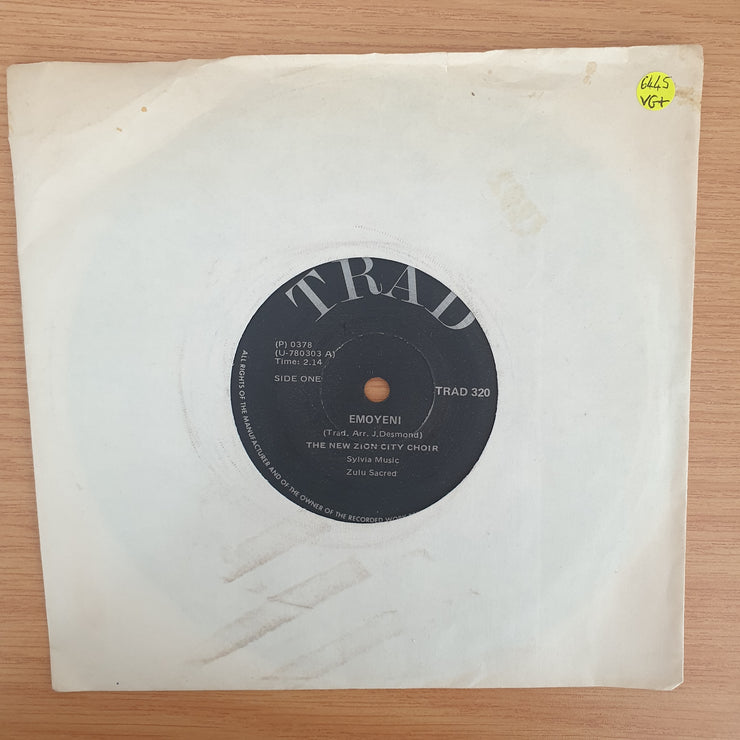 6445
VG+
TRAD
(P) 0378
(U-780303 A)
Time: 2.14
SIDE ONE
TRAD 320
EMOYENI
(Trad. Arr. J. Desmond)
THE NEW ZION CITY CHOIR
Sylvia Music
Zulu Sacred
ALL RIGHTS OF THE MANUFACTURER AND OF THE OWNER OF THE RECORDED WORK